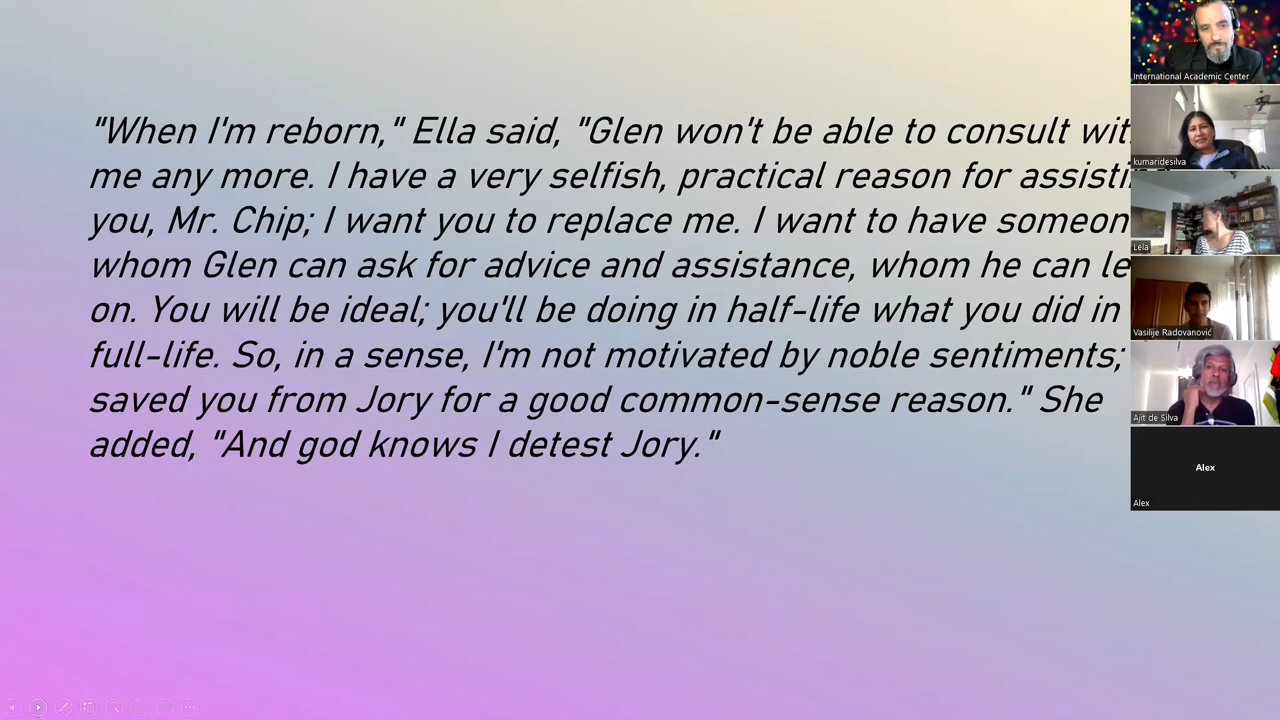 "When I'm reborn," Ella said, "Glen won't be able to consult wit
me any more. I have a very selfish, practical reason for assisti
you, Mr. Chip; I want you to replace me. I want to have someon
whom Glen can ask for advice and assistance, whom he can le
on. You will be ideal; you'll be doing in half-life what you did in
full-life. So, in a sense, I'm not motivated by noble sentiments;
saved you from Jory for a good common-sense reason." She
added, "And god knows I detest Jory."
International Academic Center
kumaridesilva
Lela
Vasilije Radovanović
Ajit de Silva
Alex
Alex